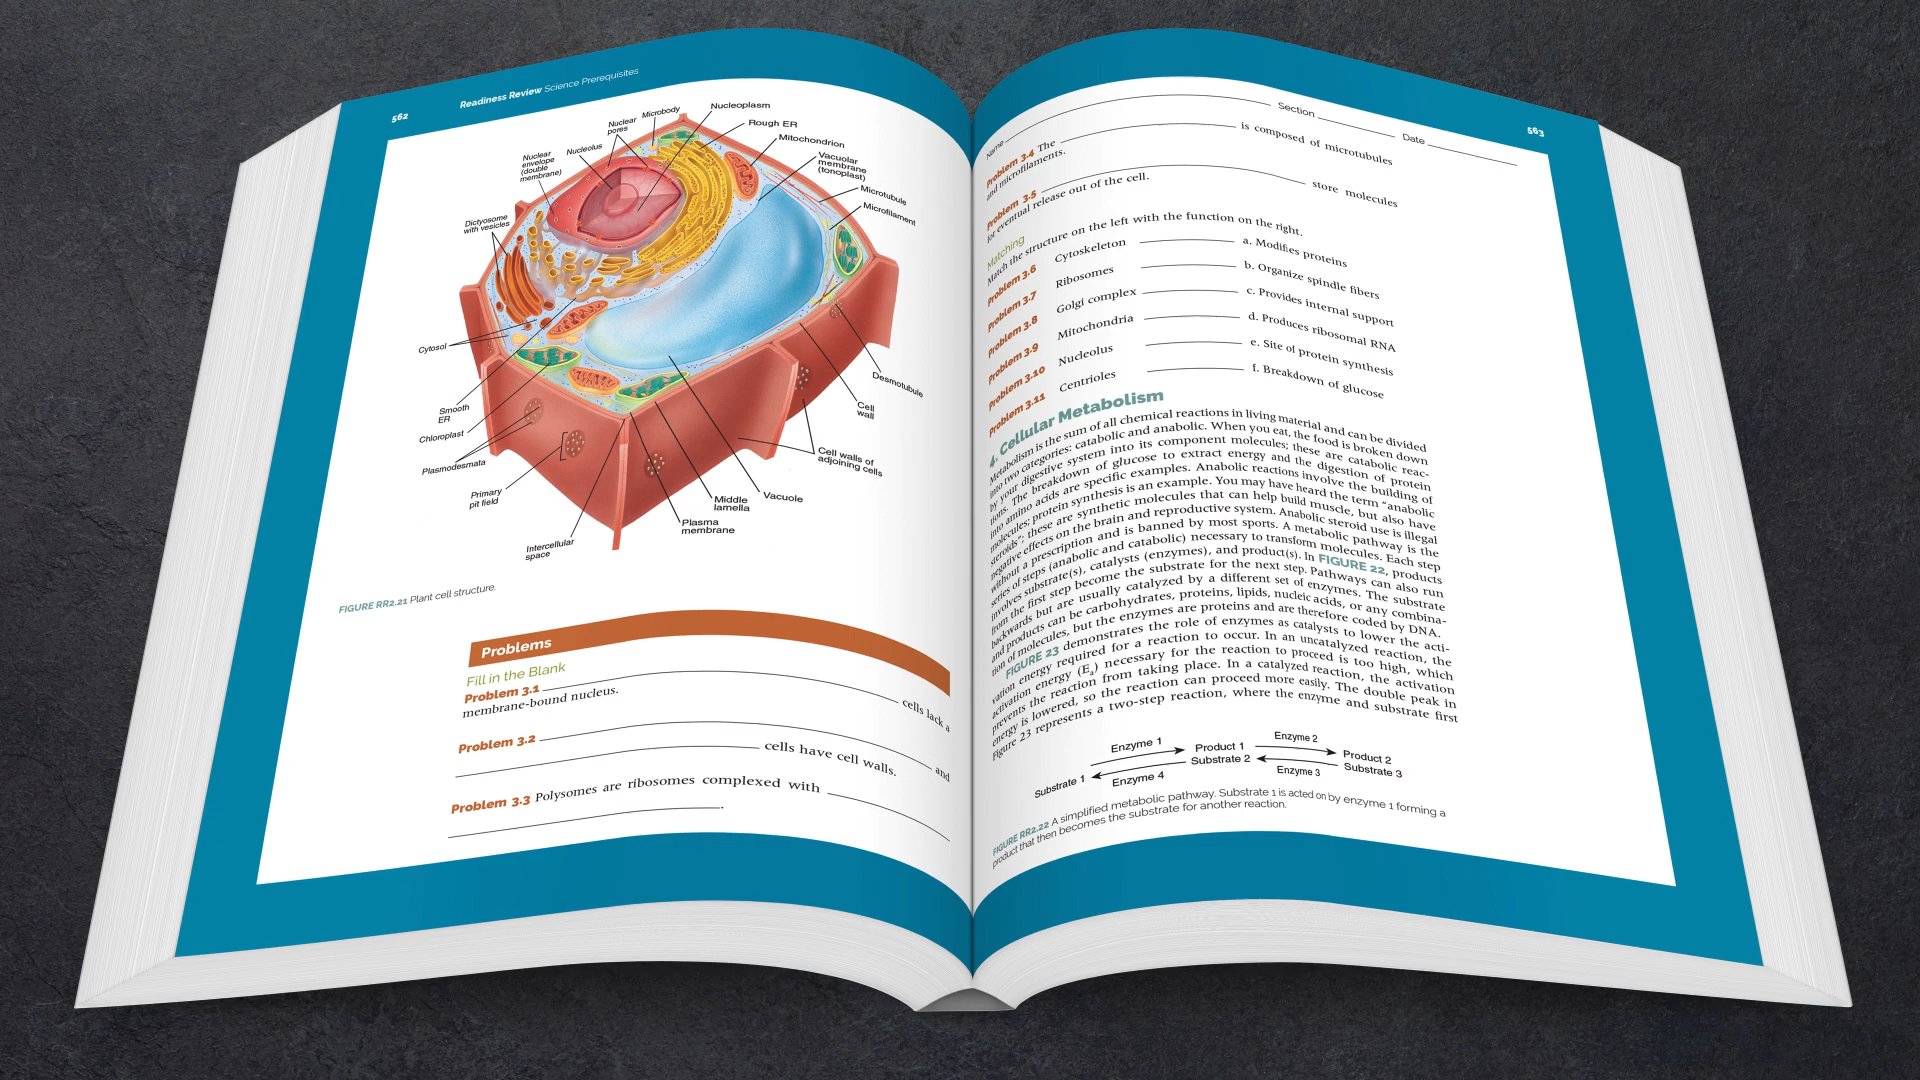 562
Readiness Review Science Prerequisites
Nucleoplasm
Microbody
Nuclear
pores
Rough ER
Mitochondrion
Nucleolus
Nuclear
envelope
(double
membrane)
Vacuolar
membrane
(tonoplast)
Microtubule
Microfilament
Dictyosome
with vesicles
Cytosol
Smooth
ER
Chloroplast
Plasmodesmata
Primary
pit field
Intercellular
space
Desmotubule
Cell
wall
Cell walls of
adjoining cells
Vacuole
Middle
lamella
Plasma
membrane
FIGURE RR2.21 Plant cell structure.
Problems
Fill in the Blank
Problem 3.1 cells lack a
membrane-bound nucleus.
Problem 3.2 and
cells have cell walls.
Problem 3.3 Polysomes are ribosomes complexed with
.
563
Name Section Date
Problem 3.4 The is composed of microtubules
and microfilaments.
Problem 3.5 store molecules
for eventual release out of the cell.
Matching
Match the structure on the left with the function on the right.
Problem 3.6 Cytoskeleton a. Modifies proteins
Problem 3.7 Ribosomes b. Organize spindle fibers
Problem 3.8 Golgi complex c. Provides internal support
Problem 3.9 Mitochondria d. Produces ribosomal RNA
Problem 3.10 Nucleolus e. Site of protein synthesis
Problem 3.11 Centrioles f. Breakdown of glucose
4. Cellular Metabolism
Metabolism is the sum of all chemical reactions in living material and can be divided
into two categories: catabolic and anabolic. When you eat, the food is broken down
by your digestive system into its component molecules; these are catabolic reac-
tions. The breakdown of glucose to extract energy and the digestion of protein
into amino acids are specific examples. Anabolic reactions involve the building of
molecules; protein synthesis is an example. You may have heard the term “anabolic
steroids”; these are synthetic molecules that can help build muscle, but also have
negative effects on the brain and reproductive system. Anabolic steroid use is illegal
without a prescription and is banned by most sports. A metabolic pathway is the
series of steps (anabolic and catabolic) necessary to transform molecules. Each step
involves substrate(s), catalysts (enzymes), and product(s). In FIGURE 22, products
from the first step become the substrate for the next step. Pathways can also run
backwards but are usually catalyzed by a different set of enzymes. The substrate
and products can be carbohydrates, proteins, lipids, nucleic acids, or any combina-
tion of molecules, but the enzymes are proteins and are therefore coded by DNA.
FIGURE 23 demonstrates the role of enzymes as catalysts to lower the acti-
vation energy required for a reaction to occur. In an uncatalyzed reaction, the
activation energy (Ea) necessary for the reaction to proceed is too high, which
prevents the reaction from taking place. In a catalyzed reaction, the activation
energy is lowered, so the reaction can proceed more easily. The double peak in
Figure 23 represents a two-step reaction, where the enzyme and substrate first
Enzyme 1
Enzyme 2
Product 1
Substrate 2
Product 2
Substrate 3
Substrate 1
Enzyme 4
Enzyme 3
FIGURE RR2.22 A simplified metabolic pathway. Substrate 1 is acted on by enzyme 1 forming a
product that then becomes the substrate for another reaction.